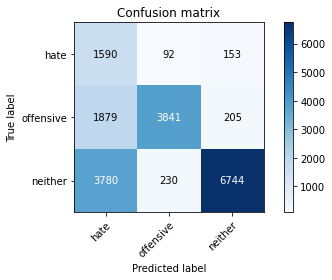 Confusion matrix
hate 1590 92 153
offensive 1879 3841 205
neither 3780 230 6744
hate offensive neither
True label
Predicted label
6000
5000
4000
3000
2000
1000